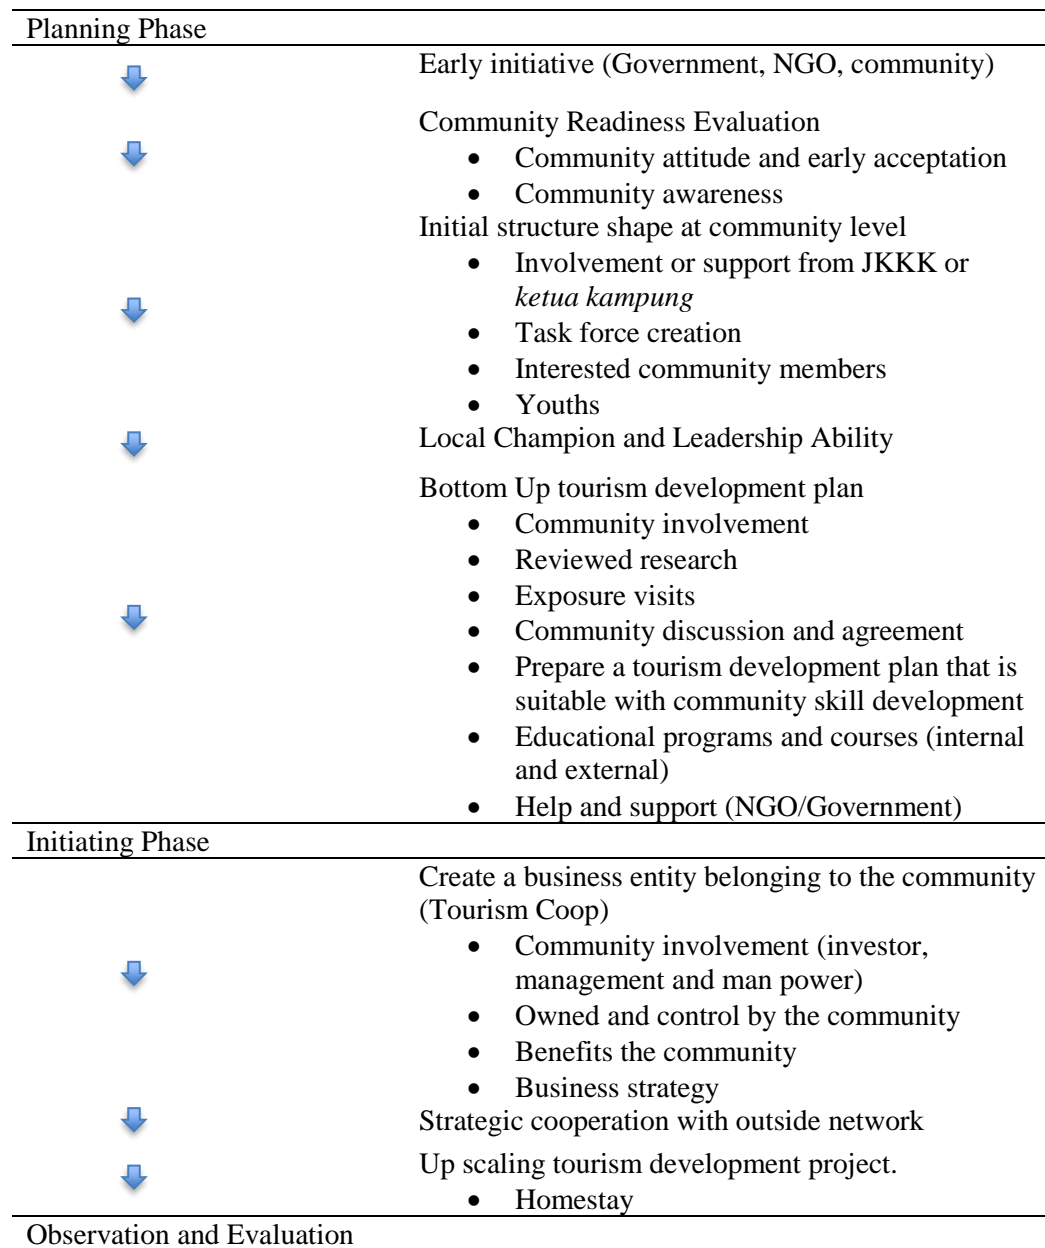 Planning Phase
Early initiative (Government, NGO, community)
Community Readiness Evaluation
• Community attitude and early acceptation
• Community awareness
Initial structure shape at community level
• Involvement or support from JKKK or
ketua kampung
• Task force creation
• Interested community members
• Youths
Local Champion and Leadership Ability
Bottom Up tourism development plan
• Community involvement
• Reviewed research
• Exposure visits
• Community discussion and agreement
• Prepare a tourism development plan that is
suitable with community skill development
• Educational programs and courses (internal
and external)
• Help and support (NGO/Government)
Initiating Phase
Create a business entity belonging to the community
(Tourism Coop)
• Community involvement (investor,
management and man power)
• Owned and control by the community
• Benefits the community
• Business strategy
Strategic cooperation with outside network
Up scaling tourism development project.
• Homestay
Observation and Evaluation